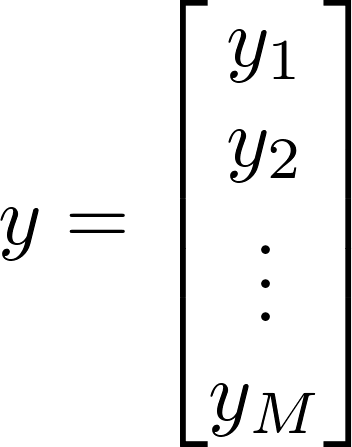 y = [
y₁
y₂
⋮
y_M
]